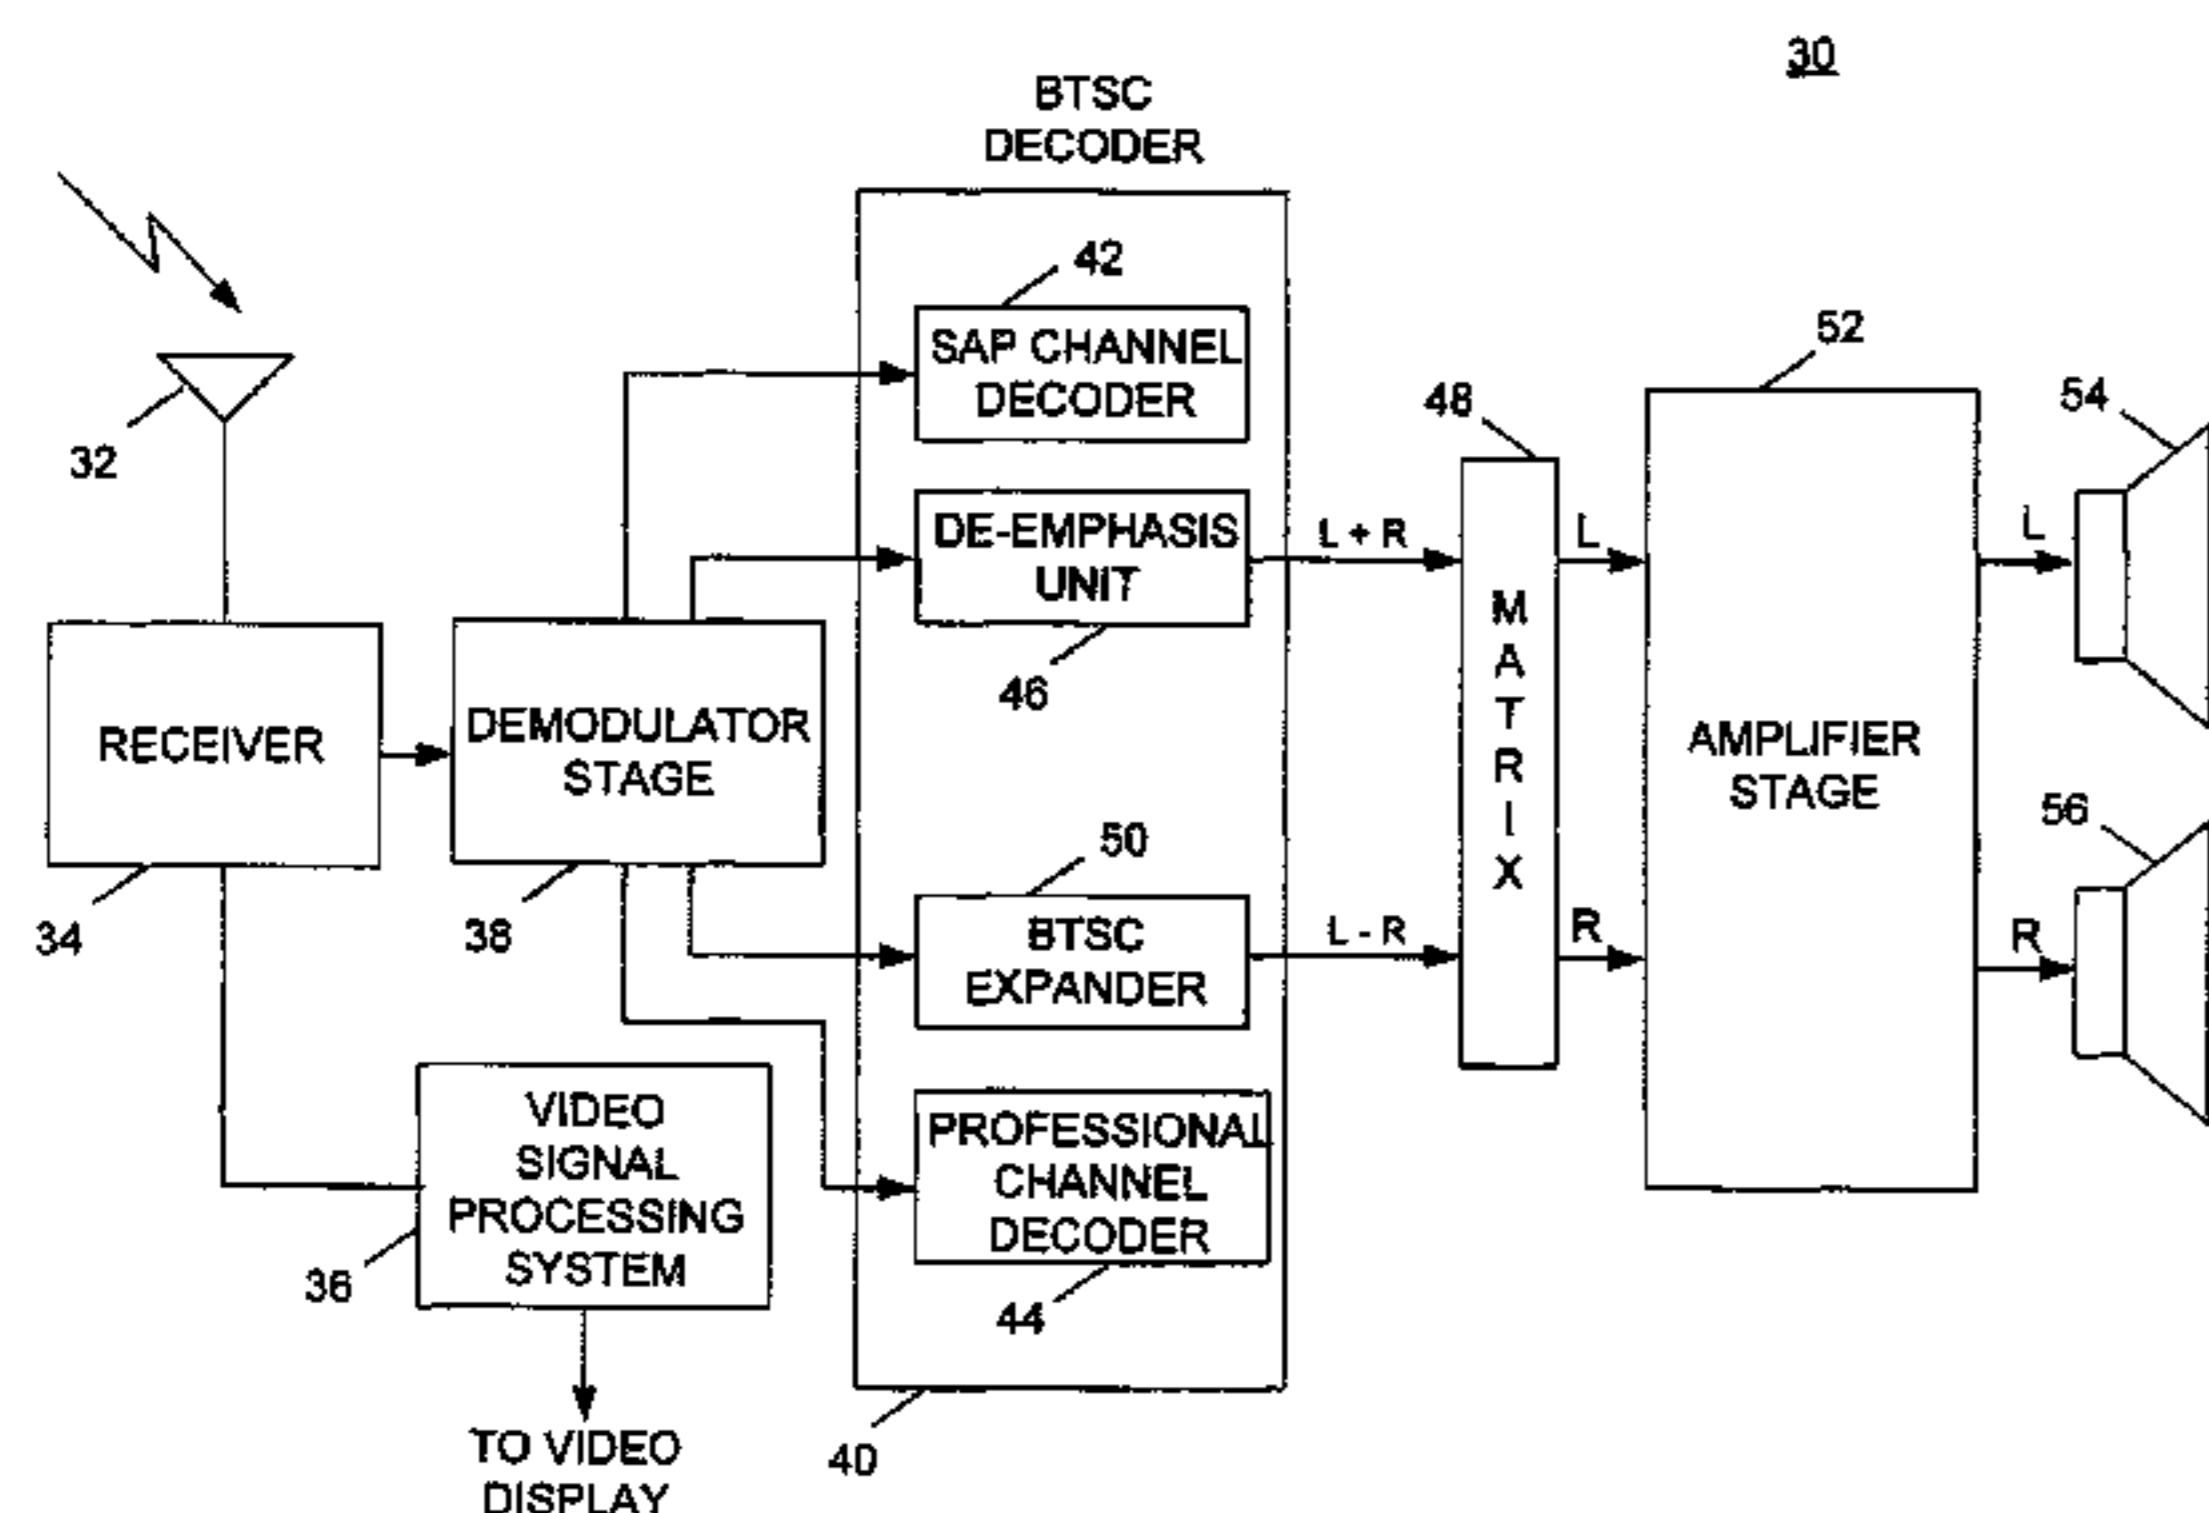 30
BTSC
DECODER
42
SAP CHANNEL
DECODER
52
54
48
32
DE-EMPHASIS
UNIT
L + R
L
L
46
M
A
T
R
I
X
RECEIVER
DEMODULATOR
STAGE
AMPLIFIER
STAGE
56
50
34
38
BTSC
EXPANDER
L - R
R
R
VIDEO
SIGNAL
PROCESSING
SYSTEM
PROFESSIONAL
CHANNEL
DECODER
36
44
TO VIDEO
DISPLAY
40